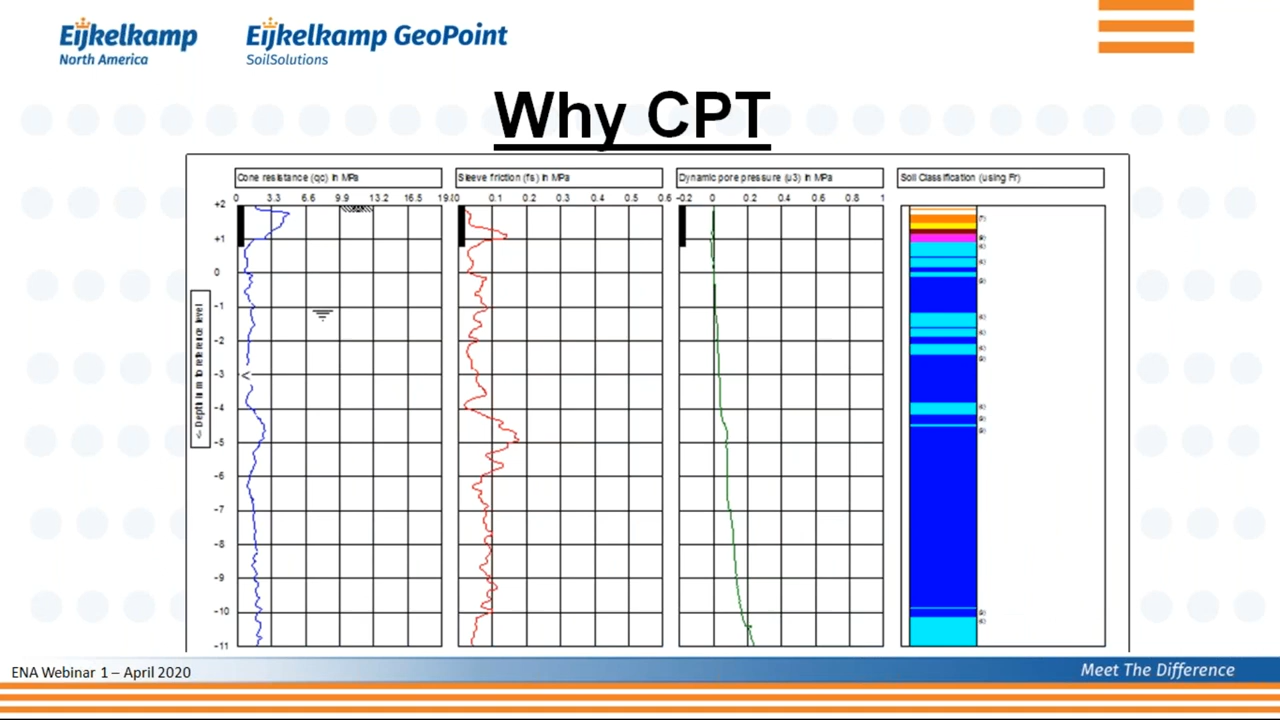 Eijkelkamp
North America
Eijkelkamp GeoPoint
SoilSolutions
Why CPT
Cone resistance (qc) in MPa
Sleeve friction (fs) in MPa
Dynamic pore pressure (u3) in MPa
Soil Classification (using Fr)
0 3.3 6.6 9.9 13.2 16.5
0.1 0.2 0.3 0.4 0.5 0.6
-0.2 0 0.2 0.4 0.6 0.8 1
+2
+1
0
-1
-2
-3
-4
-5
-6
-7
-8
-9
-10
-11
<- Depth in m to reference level
<
ENA Webinar 1 – April 2020
Meet The Difference